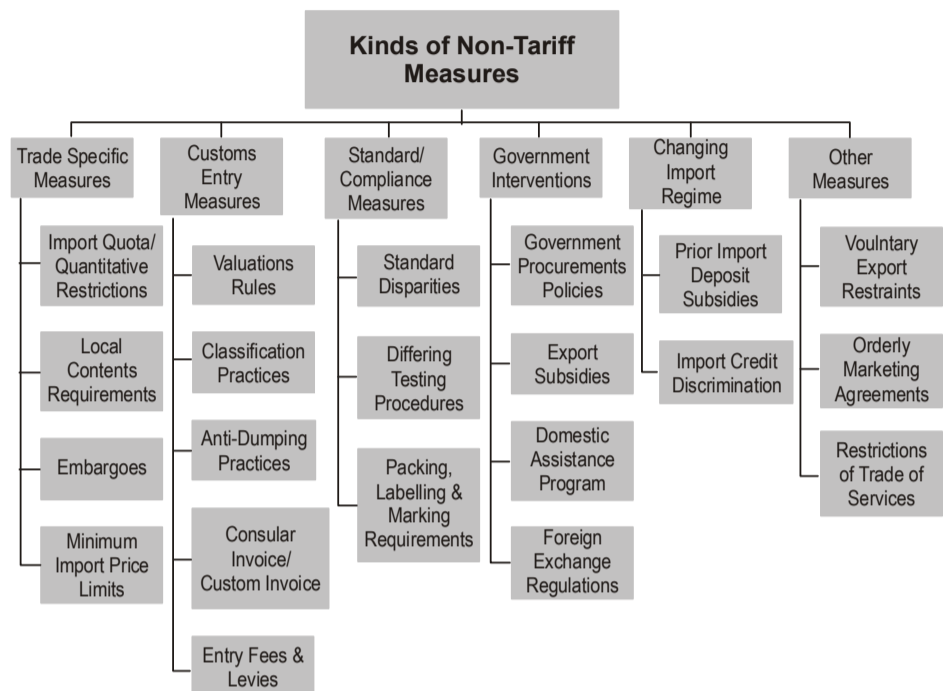 Kinds of Non-Tariff
Measures
Trade Specific
Measures
Import Quota/
Quantitative
Restrictions
Local
Contents
Requirements
Embargoes
Minimum
Import Price
Limits
Customs
Entry
Measures
Valuations
Rules
Classification
Practices
Anti-Dumping
Practices
Consular
Invoice/
Custom Invoice
Entry Fees &
Levies
Standard/
Compliance
Measures
Standard
Disparities
Differing
Testing
Procedures
Packing,
Labelling &
Marking
Requirements
Government
Interventions
Government
Procurements
Policies
Export
Subsidies
Domestic
Assistance
Program
Foreign
Exchange
Regulations
Changing
Import
Regime
Prior Import
Deposit
Subsidies
Import Credit
Discrimination
Other
Measures
Voulntary
Export
Restraints
Orderly
Marketing
Agreements
Restrictions
of Trade of
Services